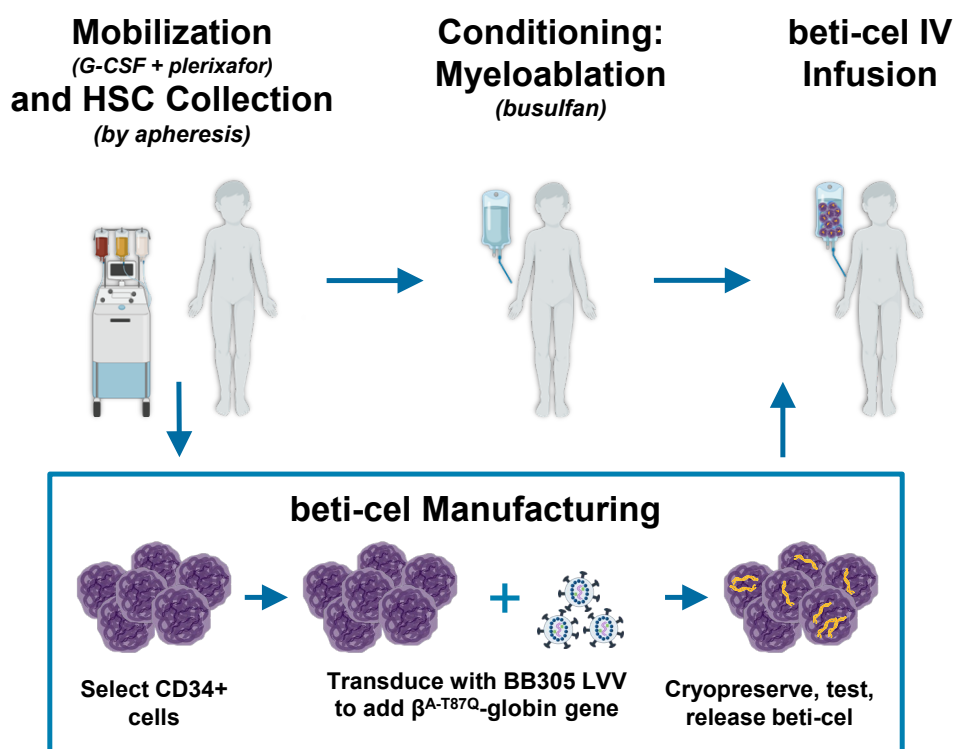 Mobilization
(G-CSF + plerixafor)
and HSC Collection
(by apheresis)
Conditioning:
Myeloablation
(busulfan)
beti-cel IV
Infusion
beti-cel Manufacturing
+
Select CD34+
cells
Transduce with BB305 LVV
to add βᴬ⁻ᵀ⁸⁷Q-globin gene
Cryopreserve, test,
release beti-cel